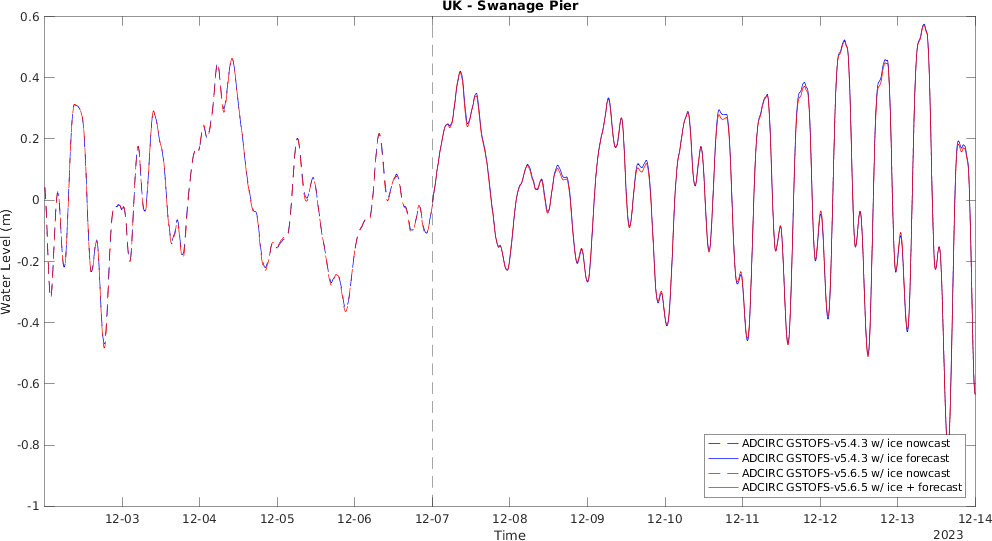 UK - Swanage Pier
0.6
0.4
0.2
0
-0.2
-0.4
-0.6
-0.8
-1
Water Level (m)
ADCIRC GSTOFS-v5.4.3 w/ ice nowcast
ADCIRC GSTOFS-v5.4.3 w/ ice forecast
ADCIRC GSTOFS-v5.6.5 w/ ice nowcast
ADCIRC GSTOFS-v5.6.5 w/ ice + forecast
12-03 12-04 12-05 12-06 12-07 12-08 12-09 12-10 12-11 12-12 12-13 12-14
Time
2023